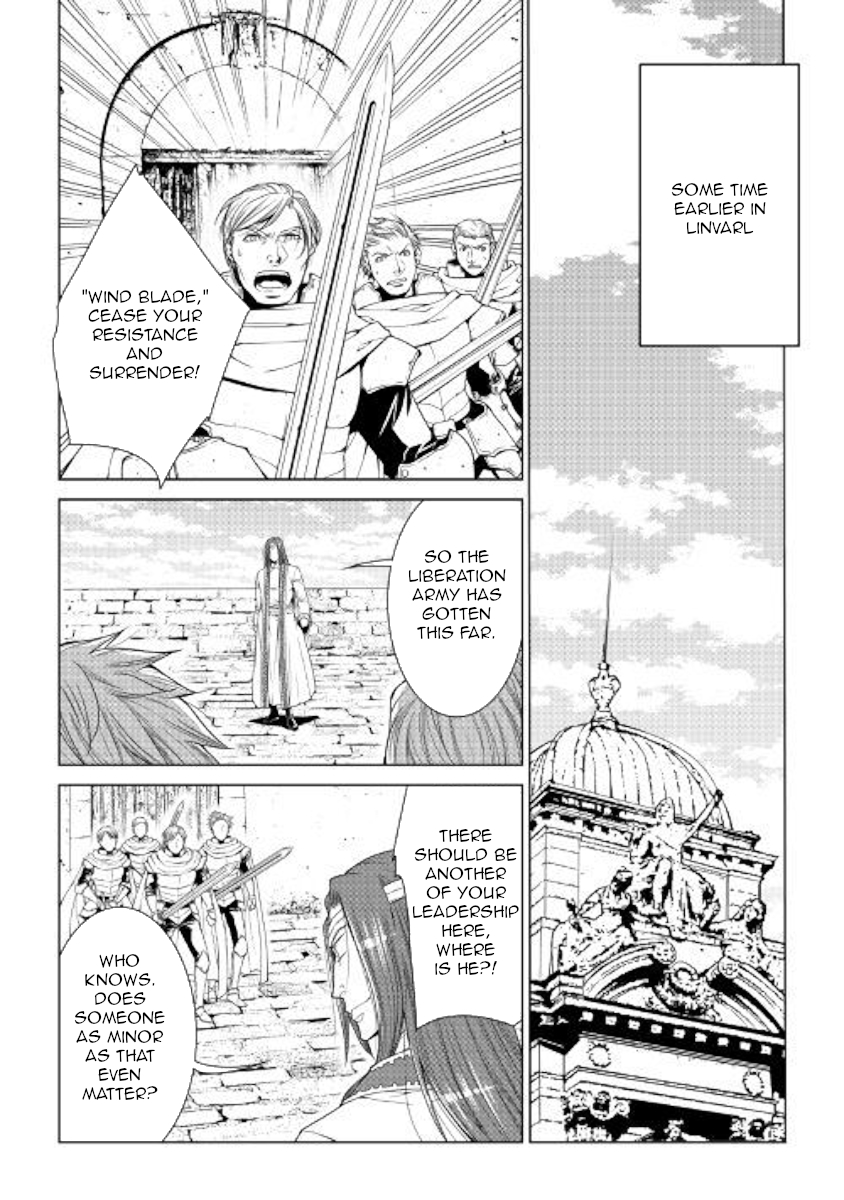 SOME TIME
EARLIER IN
LINVARL
"WIND BLADE,"
CEASE YOUR
RESISTANCE
AND
SURRENDER!
SO THE
LIBERATION
ARMY HAS
GOTTEN
THIS FAR.
THERE
SHOULD BE
ANOTHER
OF YOUR
LEADERSHIP
HERE,
WHERE
IS HE?!
WHO
KNOWS.
DOES
SOMEONE
AS MINOR
AS THAT
EVEN
MATTER?